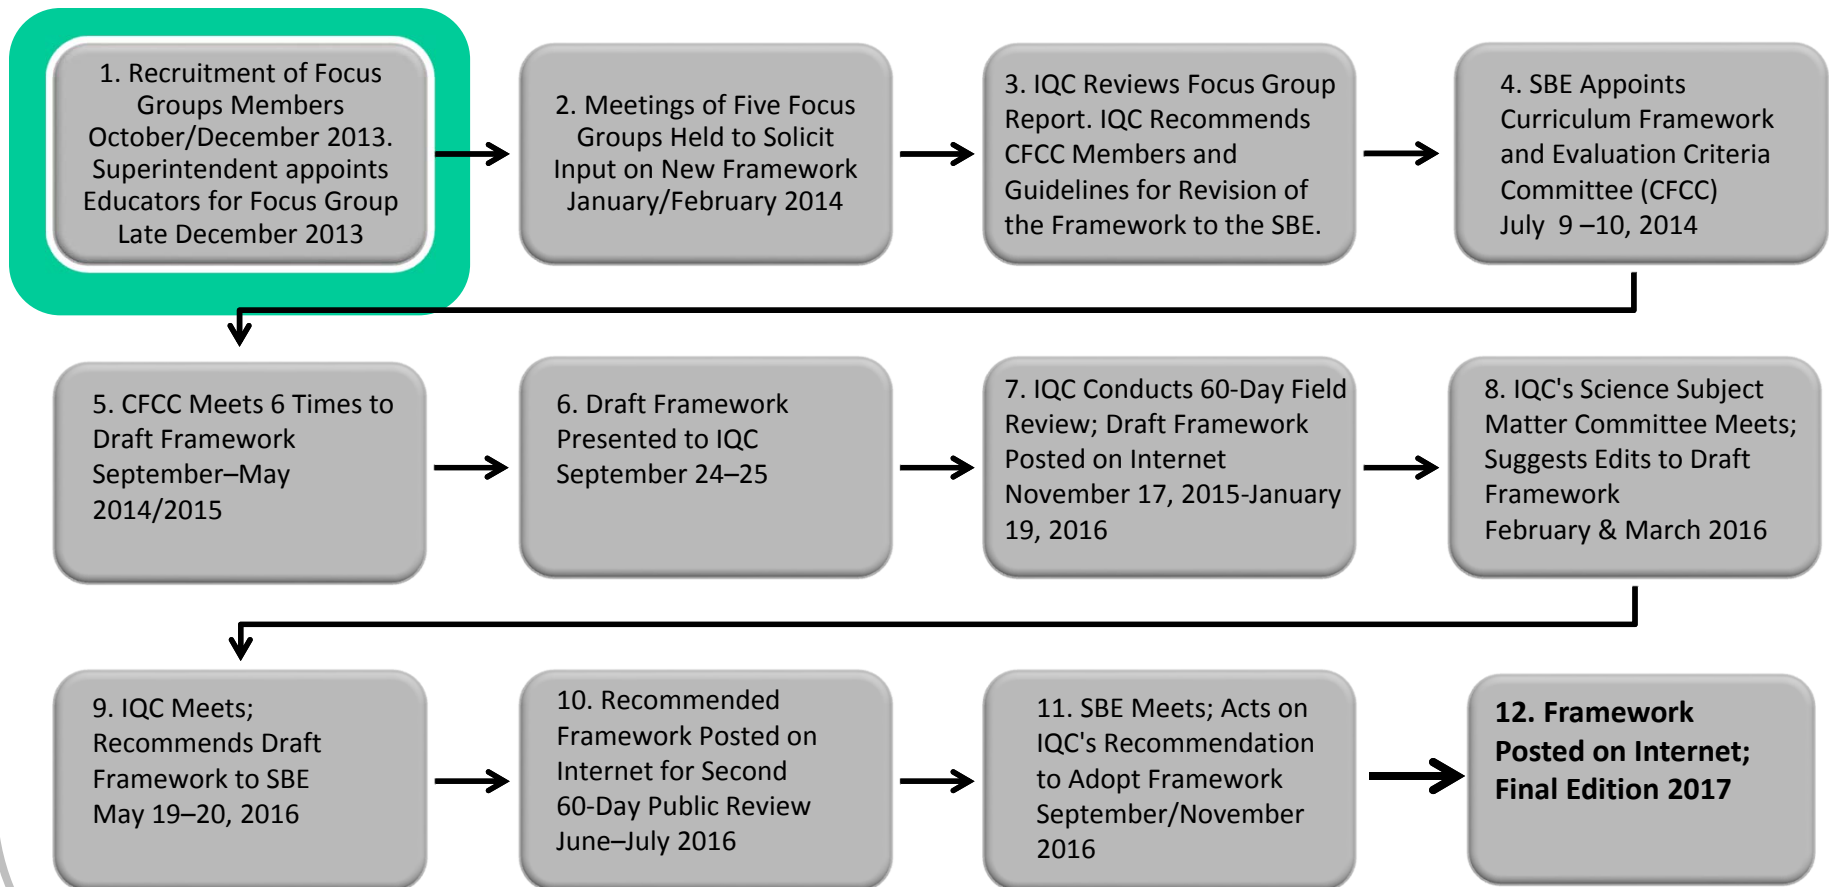 1. Recruitment of Focus
Groups Members
October/December 2013.
Superintendent appoints
Educators for Focus Group
Late December 2013
2. Meetings of Five Focus
Groups Held to Solicit
Input on New Framework
January/February 2014
3. IQC Reviews Focus Group
Report. IQC Recommends
CFCC Members and
Guidelines for Revision of
the Framework to the SBE.
4. SBE Appoints
Curriculum Framework
and Evaluation Criteria
Committee (CFCC)
July  9 –10, 2014
5. CFCC Meets 6 Times to
Draft Framework
September–May
2014/2015
6. Draft Framework
Presented to IQC
September 24–25
7. IQC Conducts 60-Day Field
Review; Draft Framework
Posted on Internet
November 17, 2015-January
19, 2016
8. IQC's Science Subject
Matter Committee Meets;
Suggests Edits to Draft
Framework
February & March 2016
9. IQC Meets;
Recommends Draft
Framework to SBE
May 19–20, 2016
10. Recommended
Framework Posted on
Internet for Second
60-Day Public Review
June–July 2016
11. SBE Meets; Acts on
IQC's Recommendation
to Adopt Framework
September/November
2016
12. Framework
Posted on Internet;
Final Edition 2017